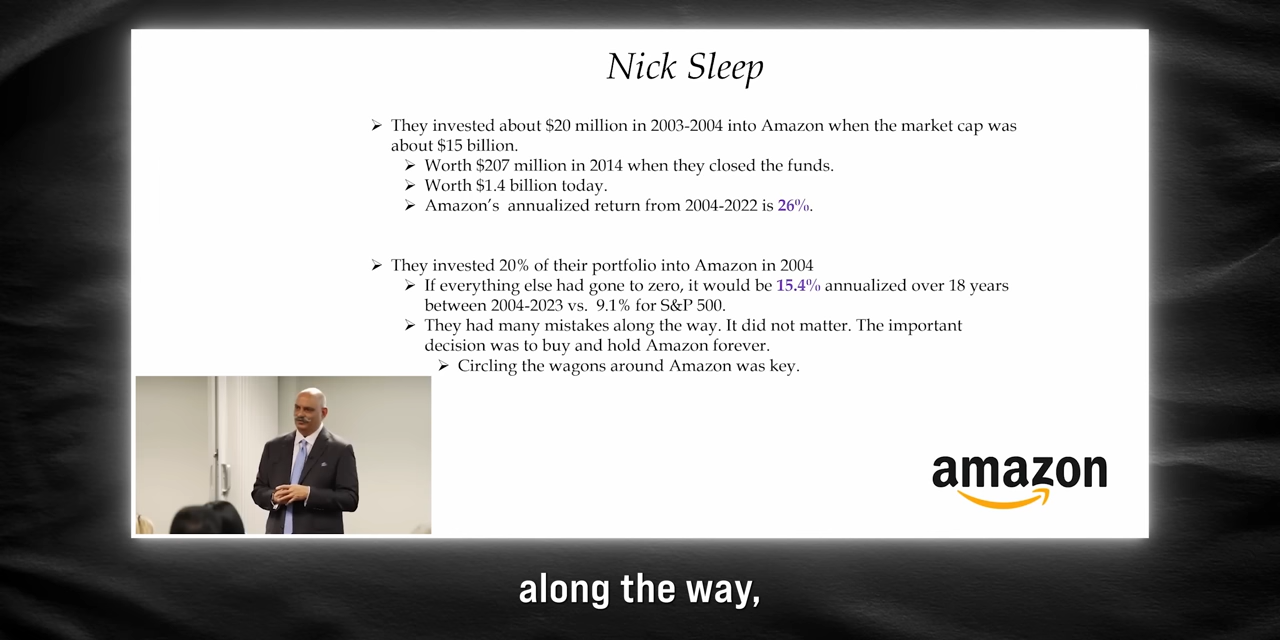 Nick Sleep
➢ They invested about $20 million in 2003-2004 into Amazon when the market cap was
about $15 billion.
➢ Worth $207 million in 2014 when they closed the funds.
➢ Worth $1.4 billion today.
➢ Amazon's annualized return from 2004-2022 is 26%.
➢ They invested 20% of their portfolio into Amazon in 2004
➢ If everything else had gone to zero, it would be 15.4% annualized over 18 years
between 2004-2023 vs. 9.1% for S&P 500.
➢ They had many mistakes along the way. It did not matter. The important
decision was to buy and hold Amazon forever.
➢ Circling the wagons around Amazon was key.
amazon
along the way,